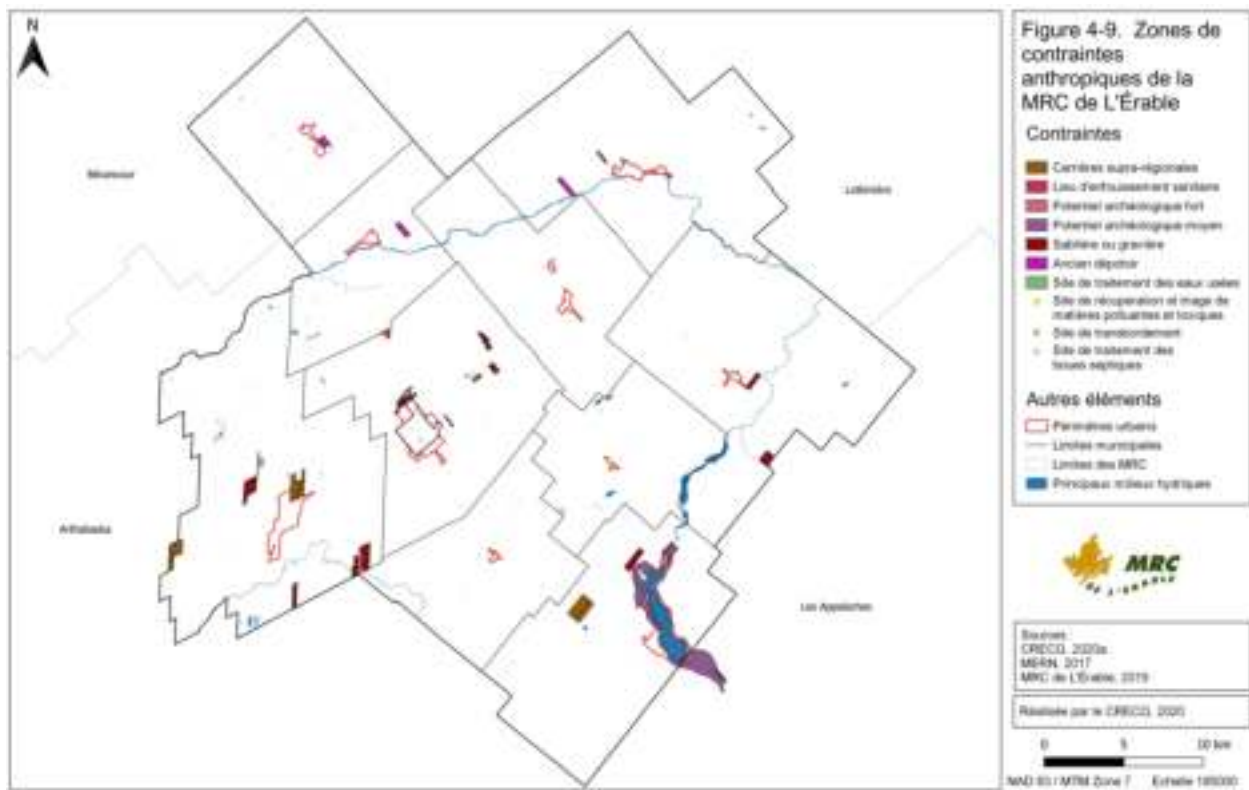 N
Lotbinière
Arthabaska
Les Appalaches
Figure 4-9. Zones de
contraintes
anthropiques de la
MRC de L'Érable
Contraintes
Carrières supra-régionales
Lieu d'enfouissement sanitaire
Potentiel archéologique fort
Potentiel archéologique moyen
Sablière ou gravière
Ancien dépotoir
Site de traitement des eaux usées
Site de récupération et triage de
matières polluantes et toxiques
Site de transbordement
Site de traitement des
boues septiques
Autres éléments
Périmètres urbains
Limites municipales
Limites des MRC
Principaux milieux hydriques
MRC
DE L'ÉRABLE
Sources:
CRECQ, 2020a
MERN, 2017
MRC de L'Érable, 2019
Réalisée par le CRECQ, 2020
0 5 10 km
NAD 83 / MTM Zone 7 Échelle